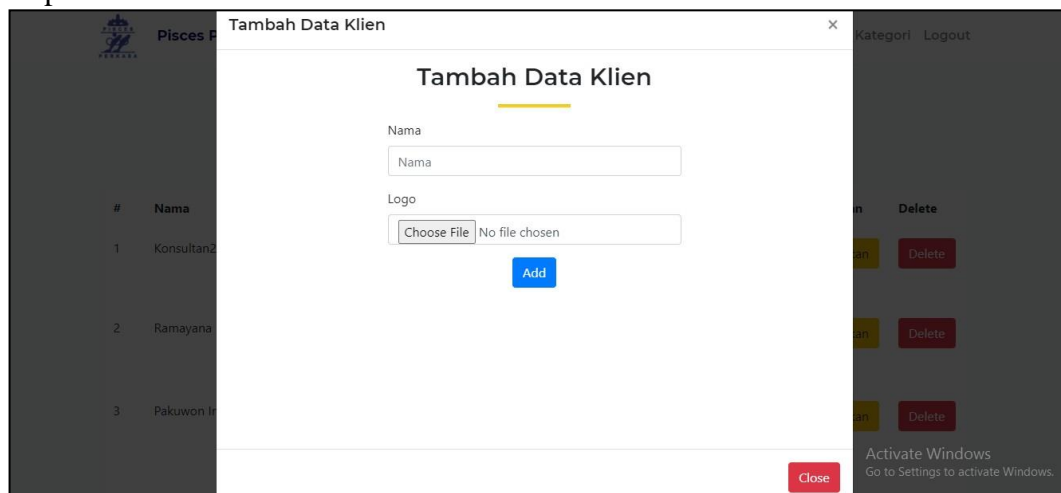 Pisces P
Tambah Data Klien
×
Kategori Logout
PISCES
PERKASA
Tambah Data Klien
Nama
Nama
Logo
Choose File No file chosen
Add
# Nama Delete
1 Konsultan2 Delete
2 Ramayana Delete
3 Pakuwon Delete
Close
Activate Windows
Go to Settings to activate Windows.